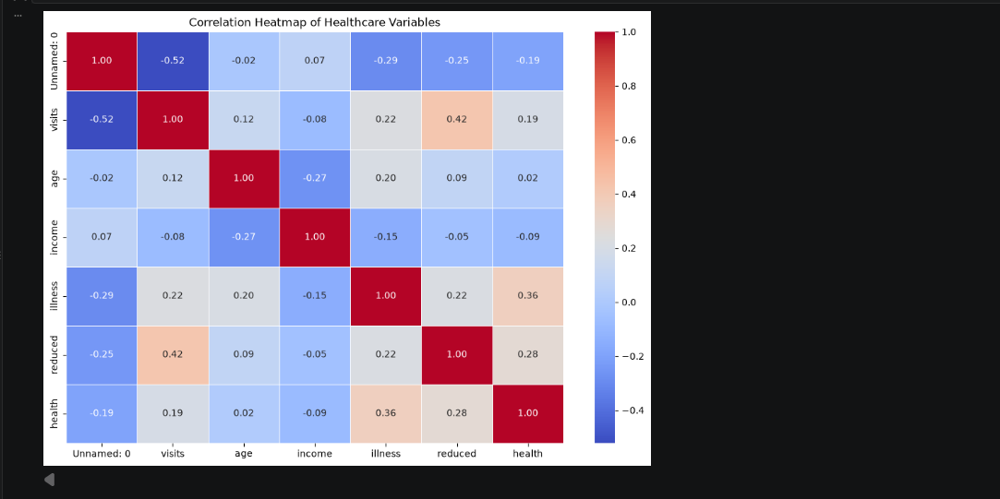 ...
Correlation Heatmap of Healthcare Variables
Unnamed: 0 1.00 -0.52 -0.02 0.07 -0.29 -0.25 -0.19
visits -0.52 1.00 0.12 -0.08 0.22 0.42 0.19
age -0.02 0.12 1.00 -0.27 0.20 0.09 0.02
income 0.07 -0.08 -0.27 1.00 -0.15 -0.05 -0.09
illness -0.29 0.22 0.20 -0.15 1.00 0.22 0.36
reduced -0.25 0.42 0.09 -0.05 0.22 1.00 0.28
health -0.19 0.19 0.02 -0.09 0.36 0.28 1.00
Unnamed: 0 visits age income illness reduced health
1.0
0.8
0.6
0.4
0.2
0.0
−0.2
−0.4